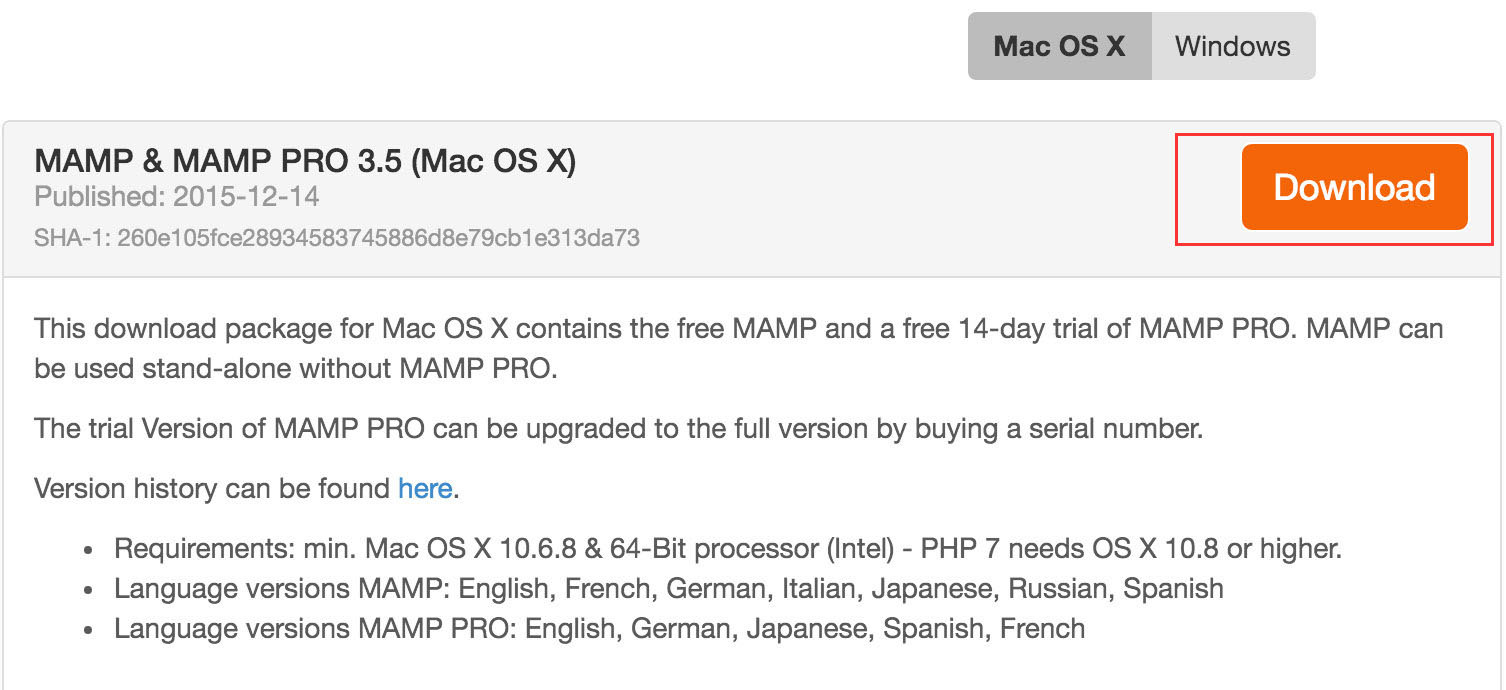 Mac OS X Windows
MAMP & MAMP PRO 3.5 (Mac OS X)
Published: 2015-12-14
Download
SHA-1: 260e105fce28934583745886d8e79cb1e313da73
This download package for Mac OS X contains the free MAMP and a free 14-day trial of MAMP PRO. MAMP can
be used stand-alone without MAMP PRO.
The trial Version of MAMP PRO can be upgraded to the full version by buying a serial number.
Version history can be found here.
• Requirements: min. Mac OS X 10.6.8 & 64-Bit processor (Intel) - PHP 7 needs OS X 10.8 or higher.
• Language versions MAMP: English, French, German, Italian, Japanese, Russian, Spanish
• Language versions MAMP PRO: English, German, Japanese, Spanish, French